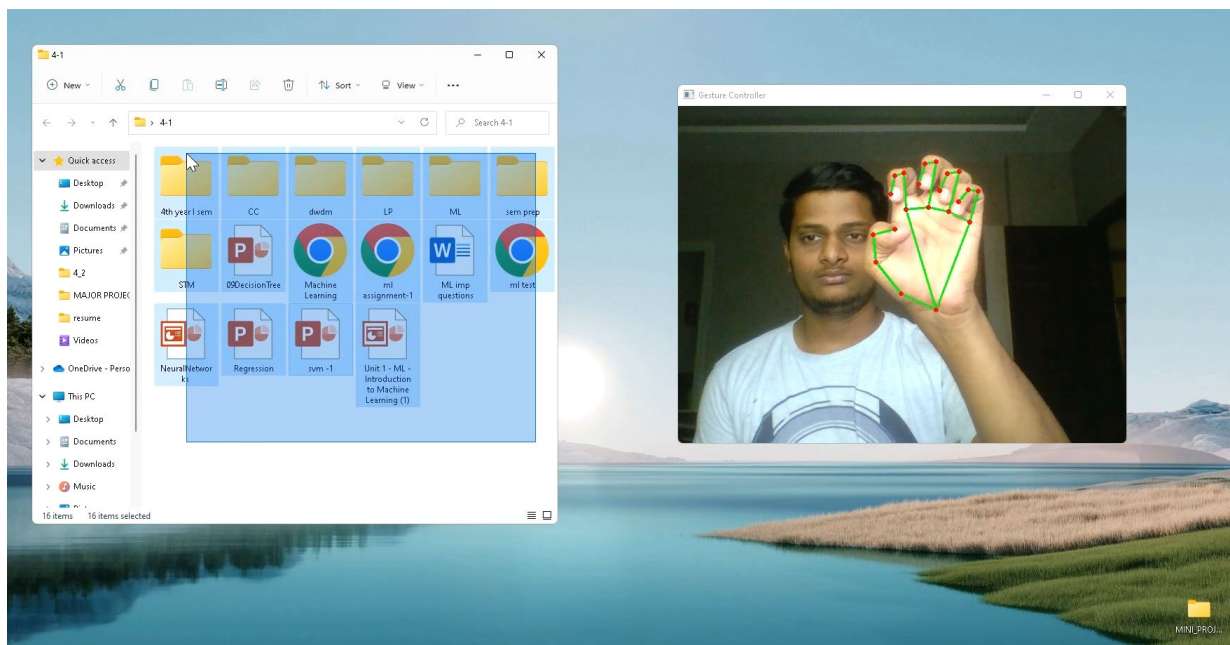 4-1
New
Sort
View
4-1
Search 4-1
Quick access
Desktop
Downloads
Documents
Pictures
4_2
MAJOR PROJEC
resume
Videos
OneDrive - Perso
This PC
Desktop
Documents
Downloads
Music
4th year I sem
CC
dwdm
LP
ML
sem prep
STM
09DecisionTree
Machine
Learning
ml
assignment-1
ML imp
questions
ml test
NeuralNetwor
ks
Regression
svm -1
Unit 1 - ML -
Introduction
to Machine
Learning (1)
16 items 16 items selected
Gesture Controller
MINI_PROJ...